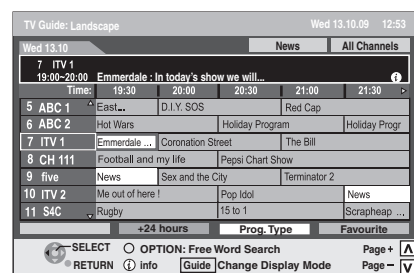 TV Guide: Landscape Wed 13.10.09 12:53
Wed 13.10 News All Channels
7 ITV 1
19:00~20:00 Emmerdale : In today's show we will... i
Time: 19:30 20:00 20:30 21:00 21:30
5 ABC 1 East... D.I.Y. SOS Red Cap
6 ABC 2 Hot Wars Holiday Program Holiday Progr
7 ITV 1 Emmerdale ... Coronation Street The Bill
8 CH 111 Football and my life Pepsi Chart Show
9 five News Sex and the City Terminator 2
10 ITV 2 Me out of here ! Pop Idol News
11 S4C Rugby 15 to 1 Scrapheap ...
+24 hours Prog. Type Favourite
SELECT OPTION: Free Word Search Page + ∧
RETURN i info Guide Change Display Mode Page − ∨